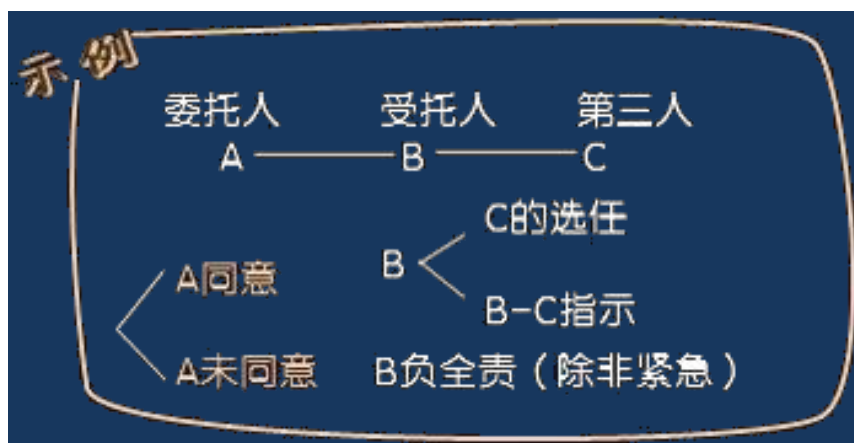 示例
委托人 受托人 第三人
A B C
C的选任
A同意 B
B-C指示
A未同意 B负全责（除非紧急）